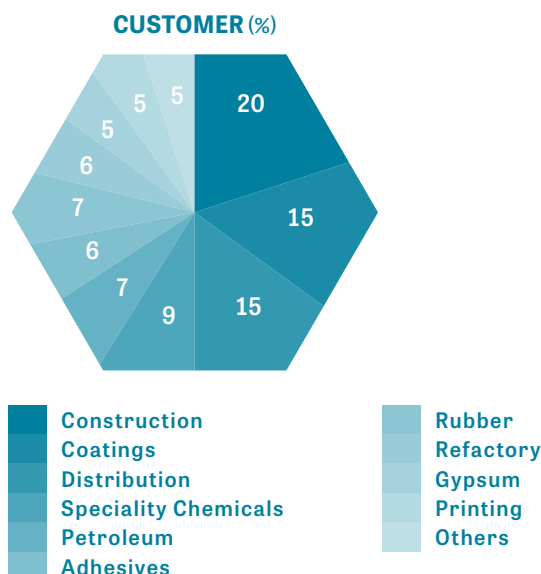 CUSTOMER (%)
20
15
15
9
7
6
7
6
5
5
5
Construction
Coatings
Distribution
Speciality Chemicals
Petroleum
Adhesives
Rubber
Refactory
Gypsum
Printing
Others